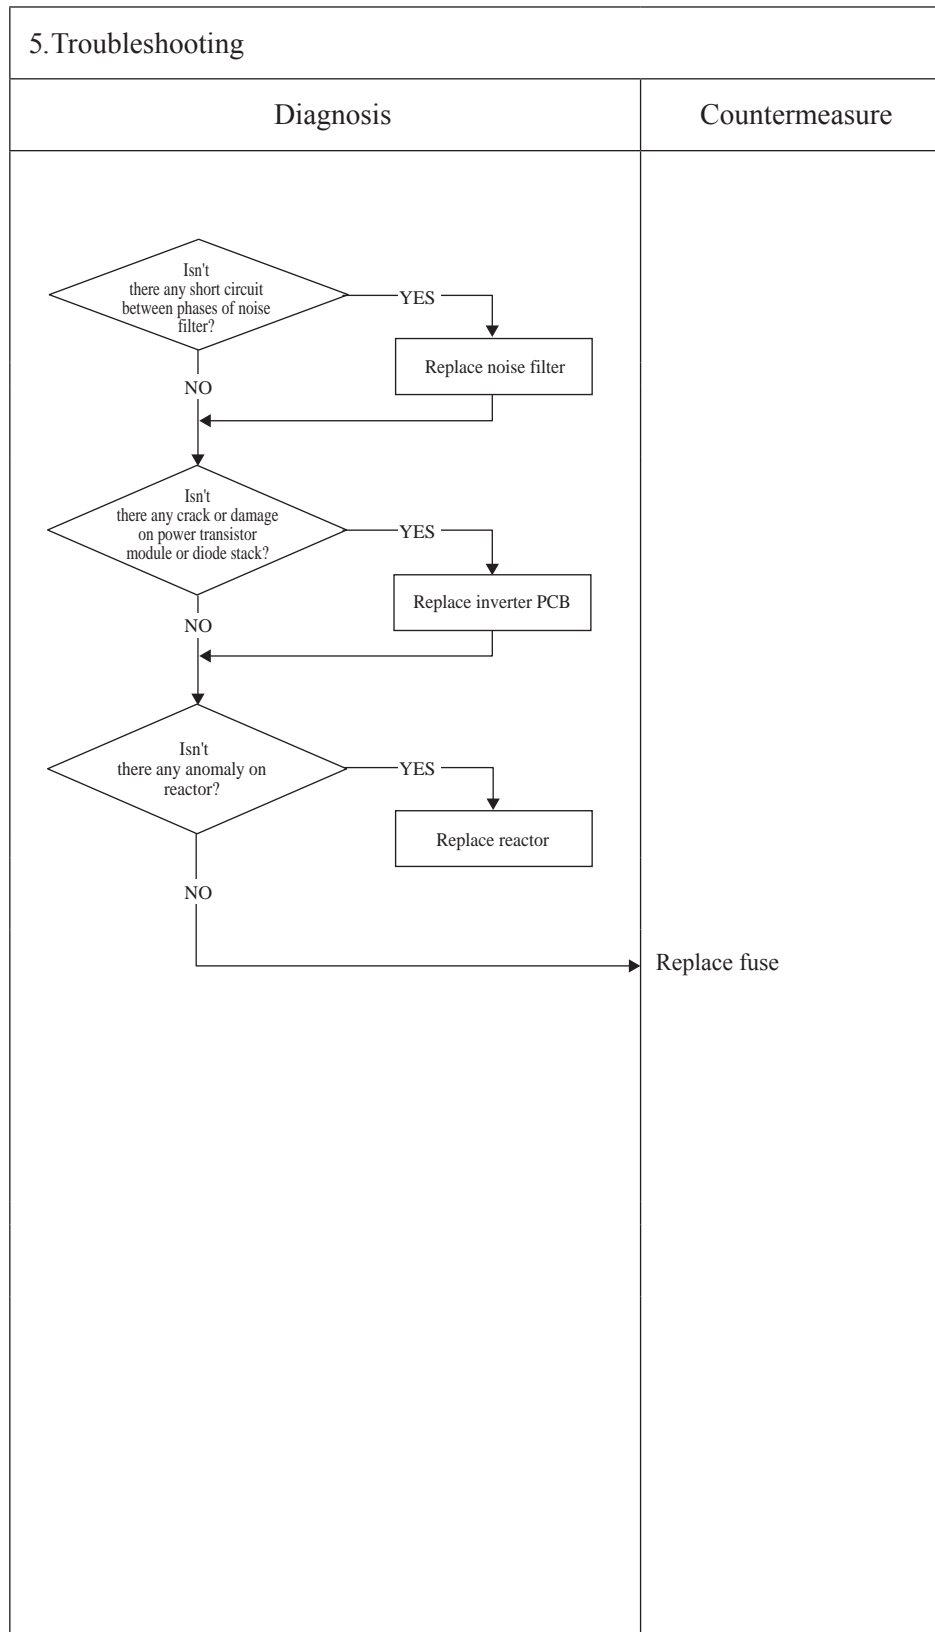 5.Troubleshooting
Diagnosis
Countermeasure
Isn't
there any short circuit
between phases of noise
filter?
YES
Replace noise filter
NO
Isn't
there any crack or damage
on power transistor
module or diode stack?
YES
Replace inverter PCB
NO
Isn't
there any anomaly on
reactor?
YES
Replace reactor
NO
Replace fuse